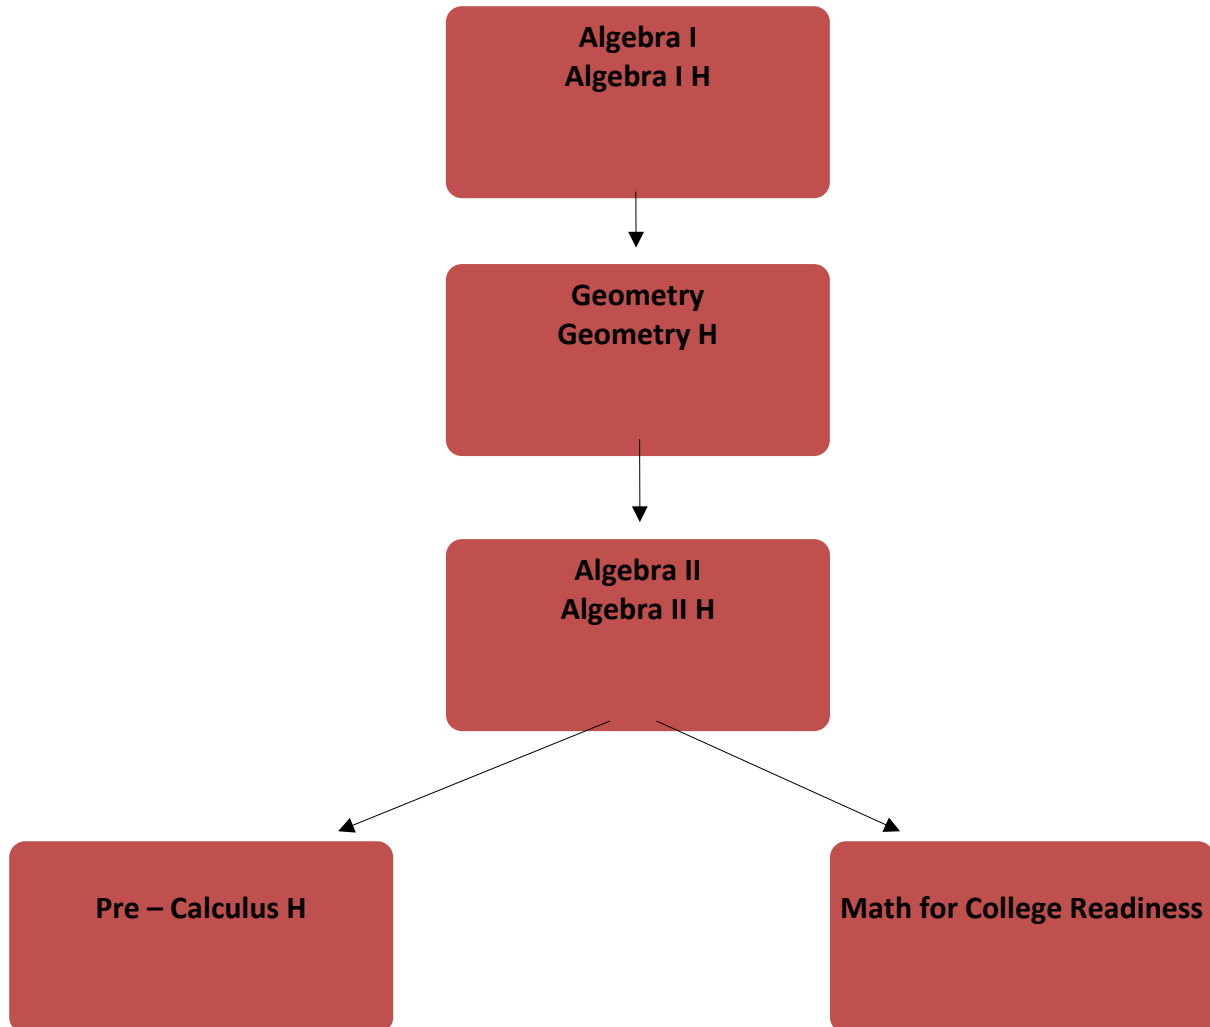 Algebra I
Algebra I H
Geometry
Geometry H
Algebra II
Algebra II H
Pre – Calculus H
Math for College Readiness